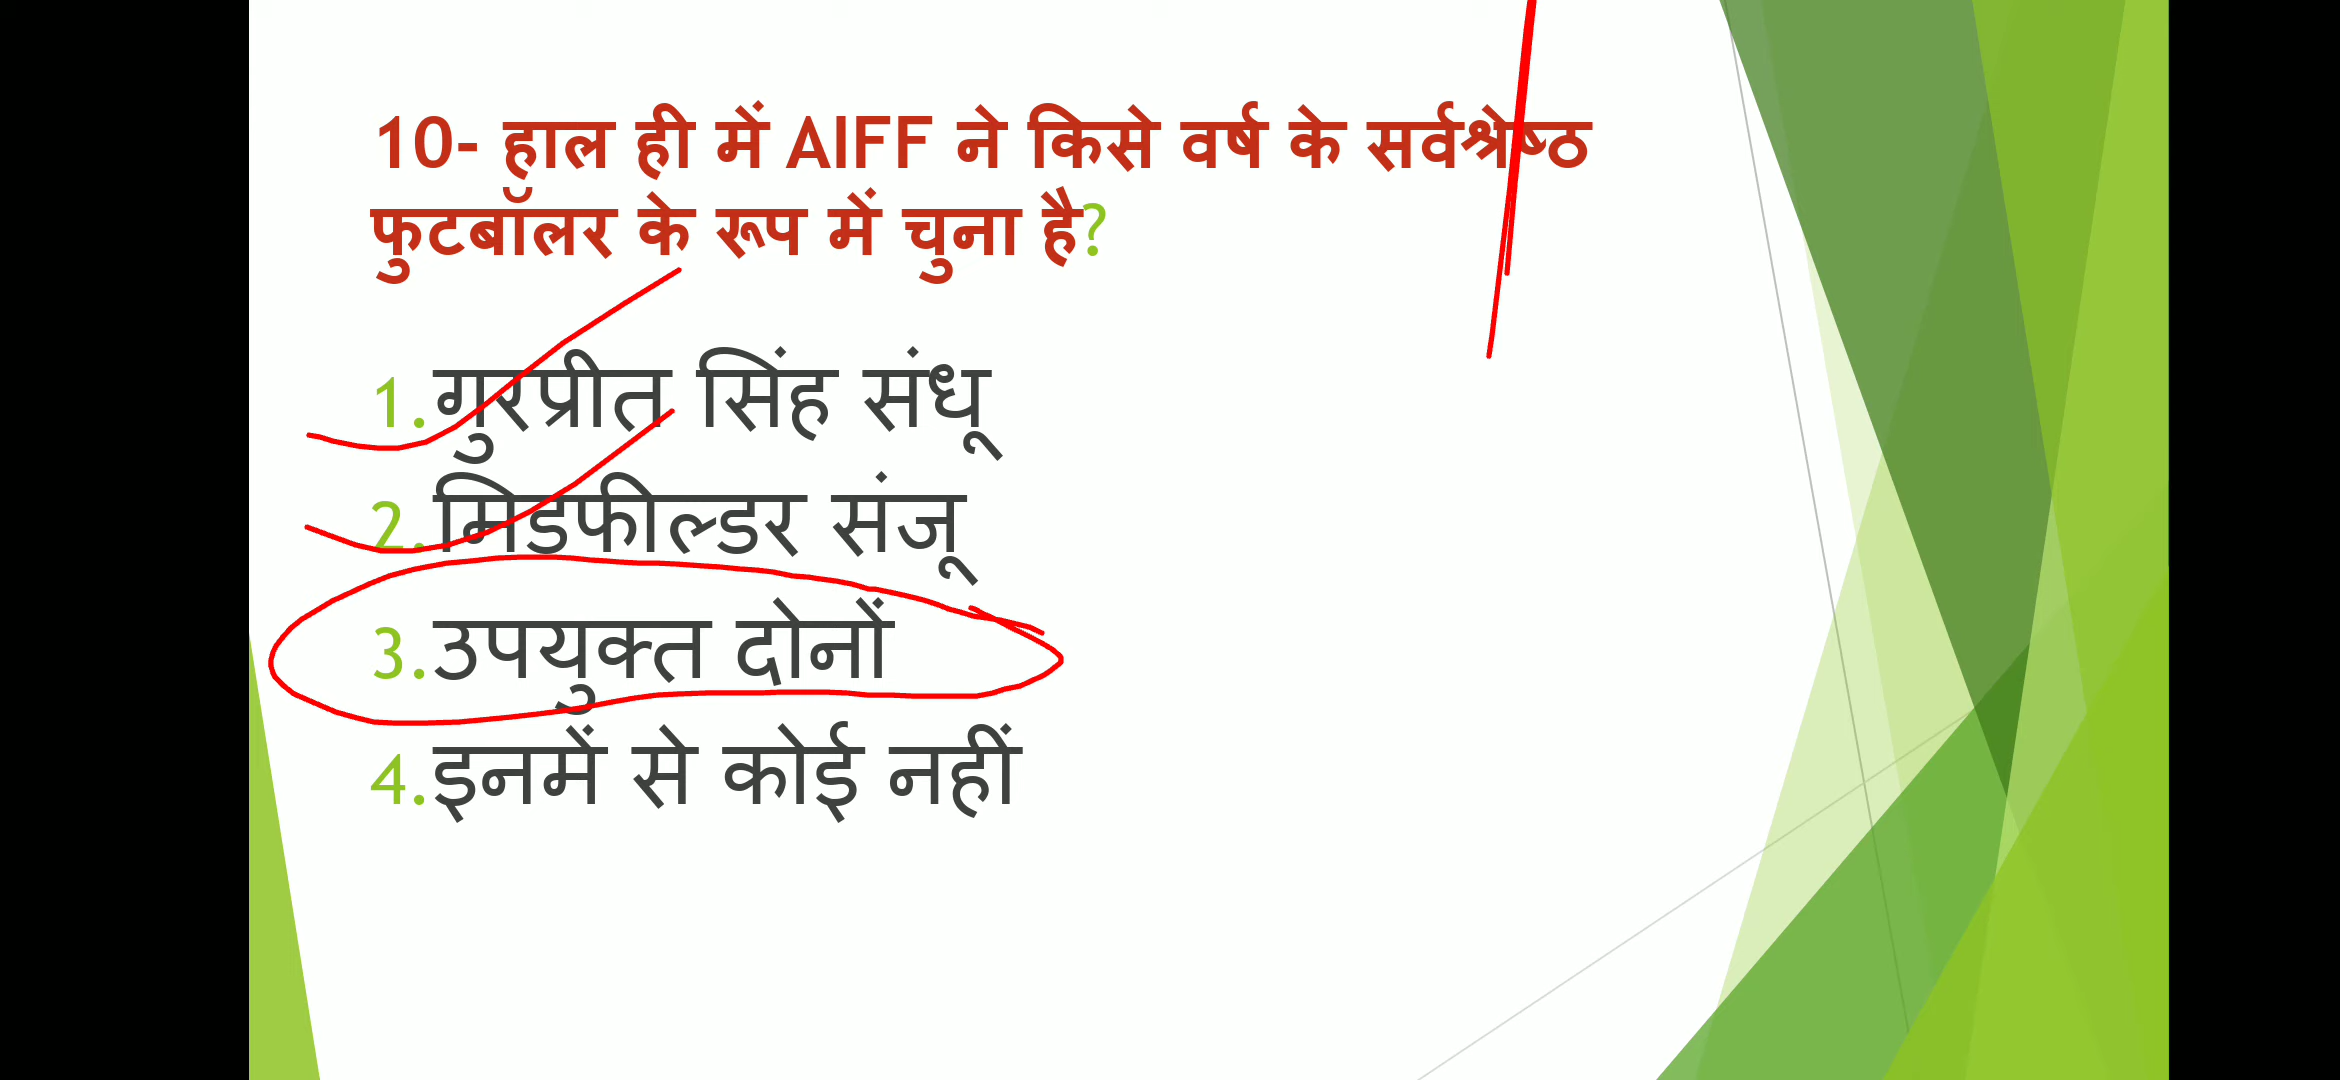 10- हाल ही में AIFF ने किसे वर्ष के सर्वश्रेष्ठ
फुटबॉलर के रूप में चुना है?
1.गुरप्रीत सिंह संधू
2.मिडफील्डर संजू
3.उपयुक्त दोनों
4.इनमें से कोई नहीं